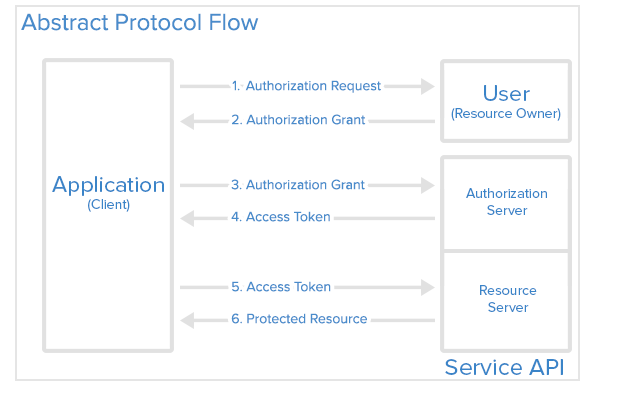 Abstract Protocol Flow
Application
(Client)
1. Authorization Request
2. Authorization Grant
3. Authorization Grant
4. Access Token
5. Access Token
6. Protected Resource
User
(Resource Owner)
Authorization
Server
Resource
Server
Service API